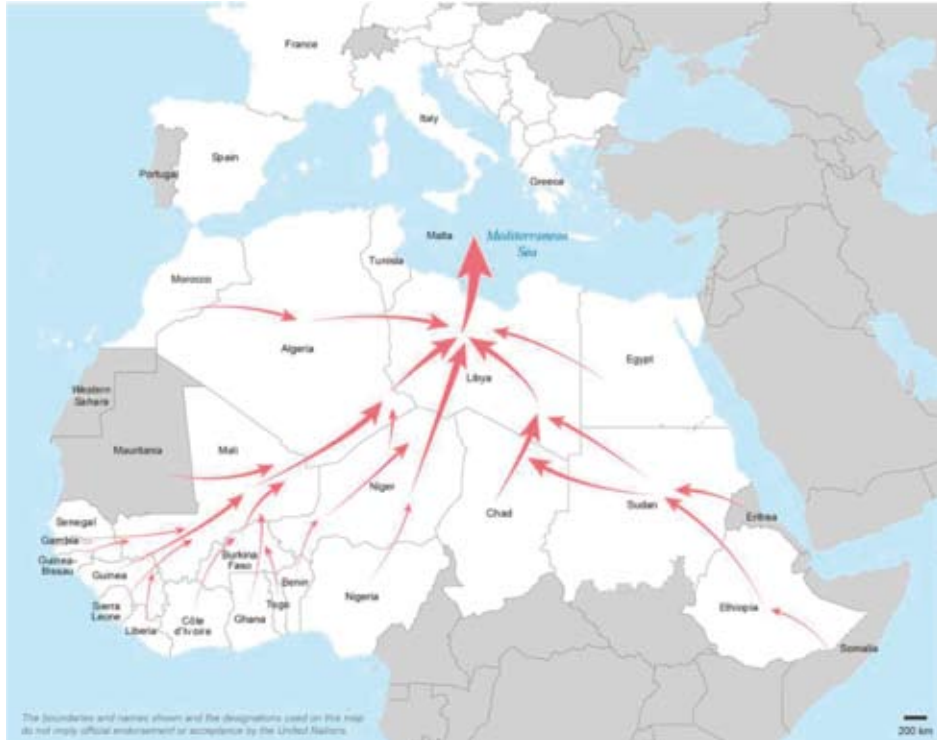 France
Italy
Spain
Portugal
Greece
Malta
Mediterranean
Sea
Tunisia
Morocco
Algeria
Libya
Egypt
Western
Sahara
Mauritania
Mali
Niger
Chad
Sudan
Eritrea
Senegal
Gambia
Guinea-
Bissau
Guinea
Burkina
Faso
Benin
Nigeria
Ethiopia
Sierra
Leone
Liberia
Côte
d'Ivoire
Ghana
Togo
Somalia
The boundaries and names shown and the designations used on this map
do not imply official endorsement or acceptance by the United Nations.
200 km